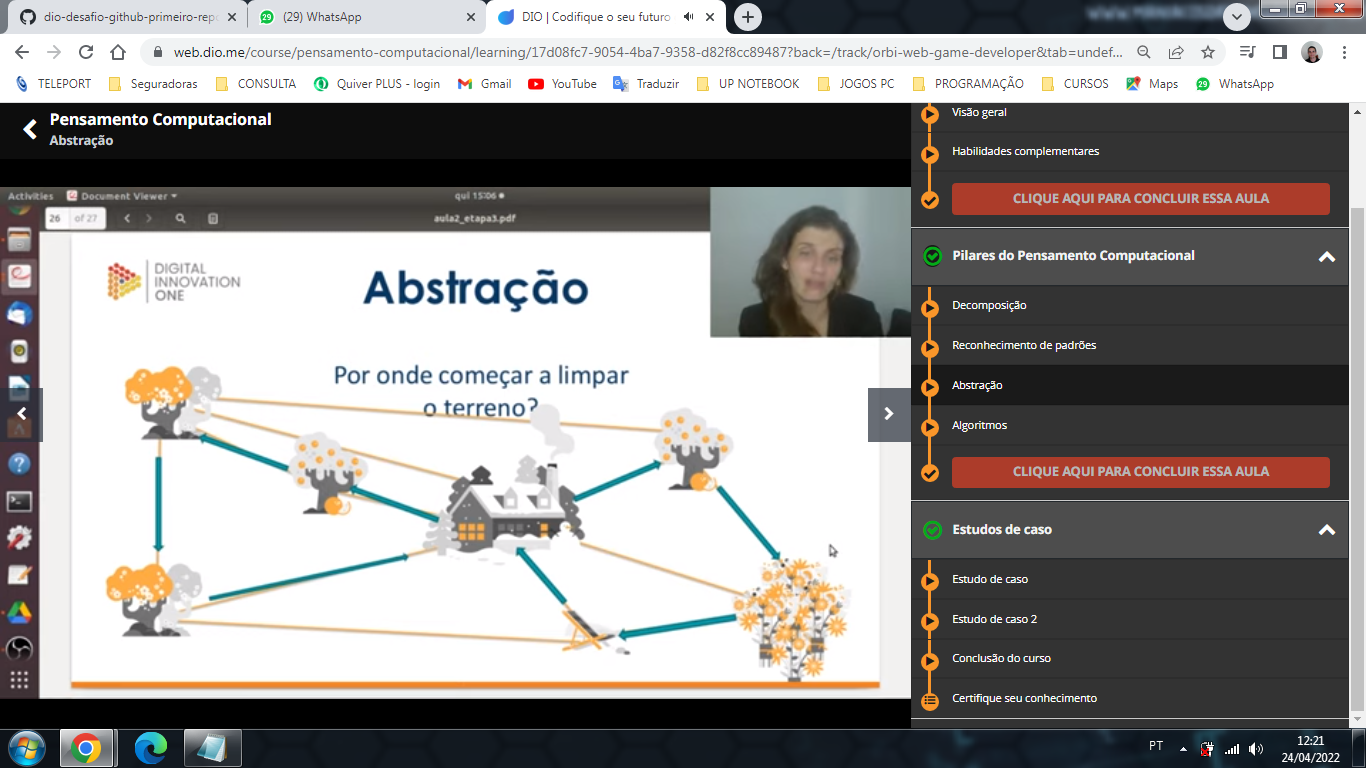 dio-desafio-github-primeiro-repo
(29) WhatsApp
DIO | Codifique o seu futuro
web.dio.me/course/pensamento-computacional/learning/17d08fc7-9054-4ba7-9358-d82f8cc89487?back=/track/orbi-web-game-developer&tab=undef...
TELEPORT
Seguradoras
CONSULTA
Quiver PLUS - login
Gmail
YouTube
Traduzir
UP NOTEBOOK
JOGOS PC
PROGRAMAÇÃO
CURSOS
Maps
29
WhatsApp
Pensamento Computacional
Abstração
Activities
Document Viewer
qui 15:06
26 of 27
aula2_etapa3.pdf
DIGITAL
INNOVATION
ONE
Abstração
Por onde começar a limpar
o terreno?
Visão geral
Habilidades complementares
CLIQUE AQUI PARA CONCLUIR ESSA AULA
Pilares do Pensamento Computacional
Decomposição
Reconhecimento de padrões
Abstração
Algoritmos
CLIQUE AQUI PARA CONCLUIR ESSA AULA
Estudos de caso
Estudo de caso
Estudo de caso 2
Conclusão do curso
Certifique seu conhecimento
PT
12:21
24/04/2022